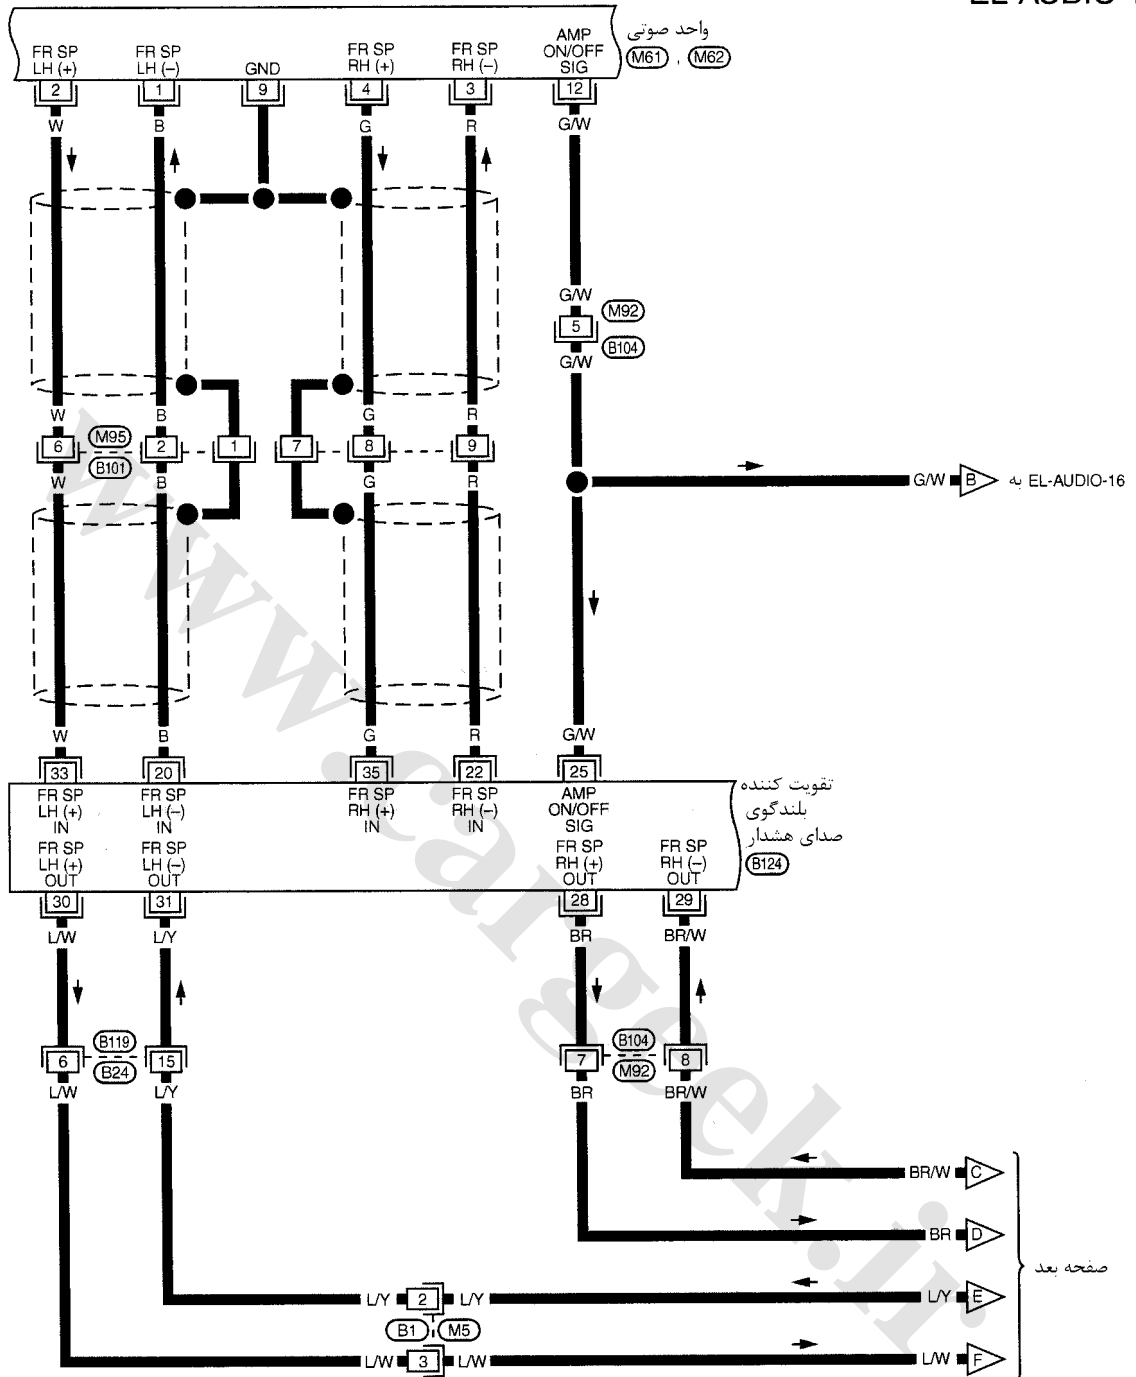 EL-AUDIO-
واحد صوتی
M61 , M62
FR SP LH (+)
FR SP LH (–)
GND
FR SP RH (+)
FR SP RH (–)
AMP ON/OFF SIG
2 1 9 4 3 12
W B G R G/W
G/W
M92
5
B104
G/W
W B G R
6 M95 B101 2 1 7 8 9
W B G R
G/W B به EL-AUDIO-16
W B G R G/W
33 20 35 22 25
FR SP LH (+) IN
FR SP LH (–) IN
FR SP RH (+) IN
FR SP RH (–) IN
AMP ON/OFF SIG
تقویت کننده
بلندگوی
صدای هشدار
B124
FR SP LH (+) OUT
FR SP LH (–) OUT
FR SP RH (+) OUT
FR SP RH (–) OUT
30 31 28 29
L/W L/Y BR BR/W
6 B119 B24 15 7 B104 M92 8
L/W L/Y BR BR/W
BR/W C
BR D
صفحه بعد
L/Y 2 L/Y L/Y E
B1 M5
L/W 3 L/W L/W F
www.cargeek.ir